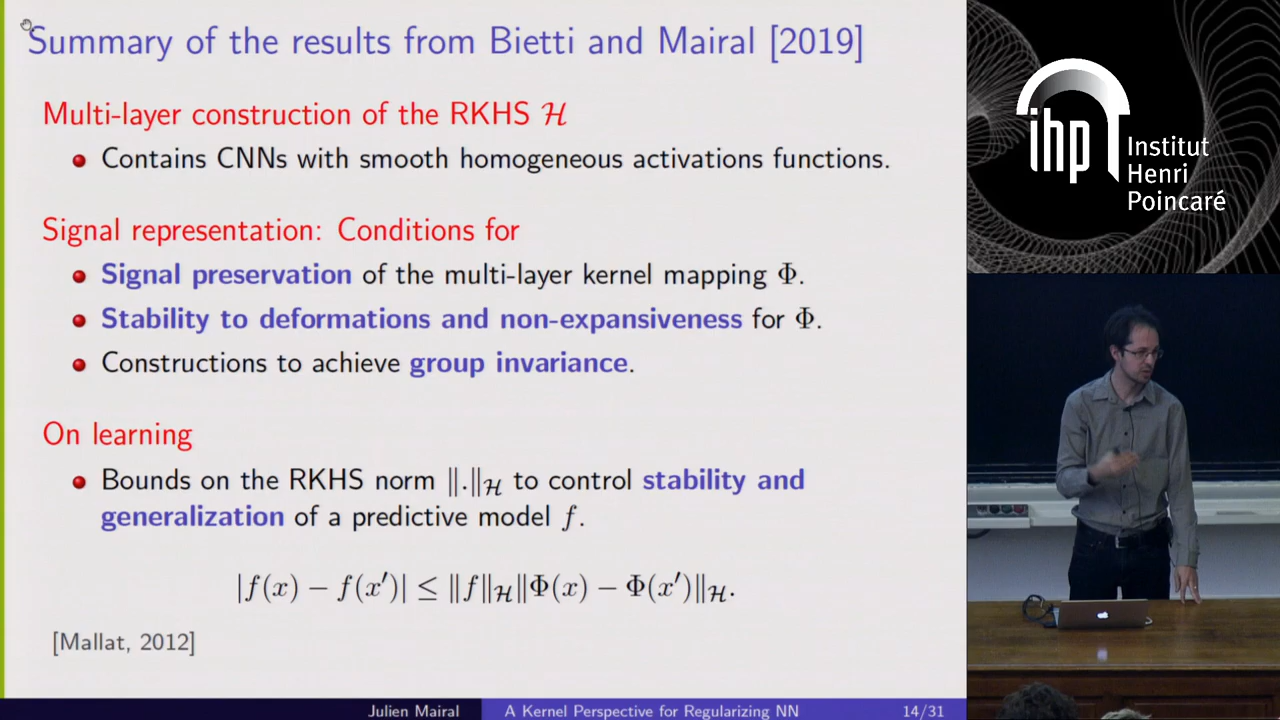 Summary of the results from Bietti and Mairal [2019]
Multi-layer construction of the RKHS ℋ
Contains CNNs with smooth homogeneous activations functions.
Signal representation: Conditions for
Signal preservation of the multi-layer kernel mapping Φ.
Stability to deformations and non-expansiveness for Φ.
Constructions to achieve group invariance.
On learning
Bounds on the RKHS norm ‖.‖ℋ to control stability and
generalization of a predictive model f.
|f(x) − f(x′)| ≤ ‖f‖ℋ‖Φ(x) − Φ(x′)‖ℋ.
[Mallat, 2012]
Julien Mairal
A Kernel Perspective for Regularizing NN
14/31
ihp
Institut
Henri
Poincaré